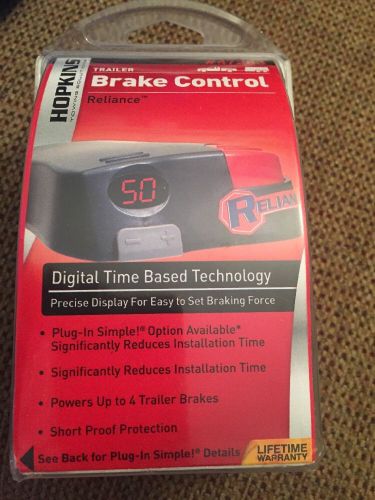 HOPKINS
TOWING SOLUTIONS
TRAILER
Brake Control
Reliance™
50
RELIAN
Digital Time Based Technology
Precise Display For Easy to Set Braking Force
• Plug-In Simple!® Option Available*
Significantly Reduces Installation Time
• Significantly Reduces Installation Time
• Powers Up to 4 Trailer Brakes
• Short Proof Protection
See Back for Plug-In Simple!® Details
LIFETIME
WARRANTY